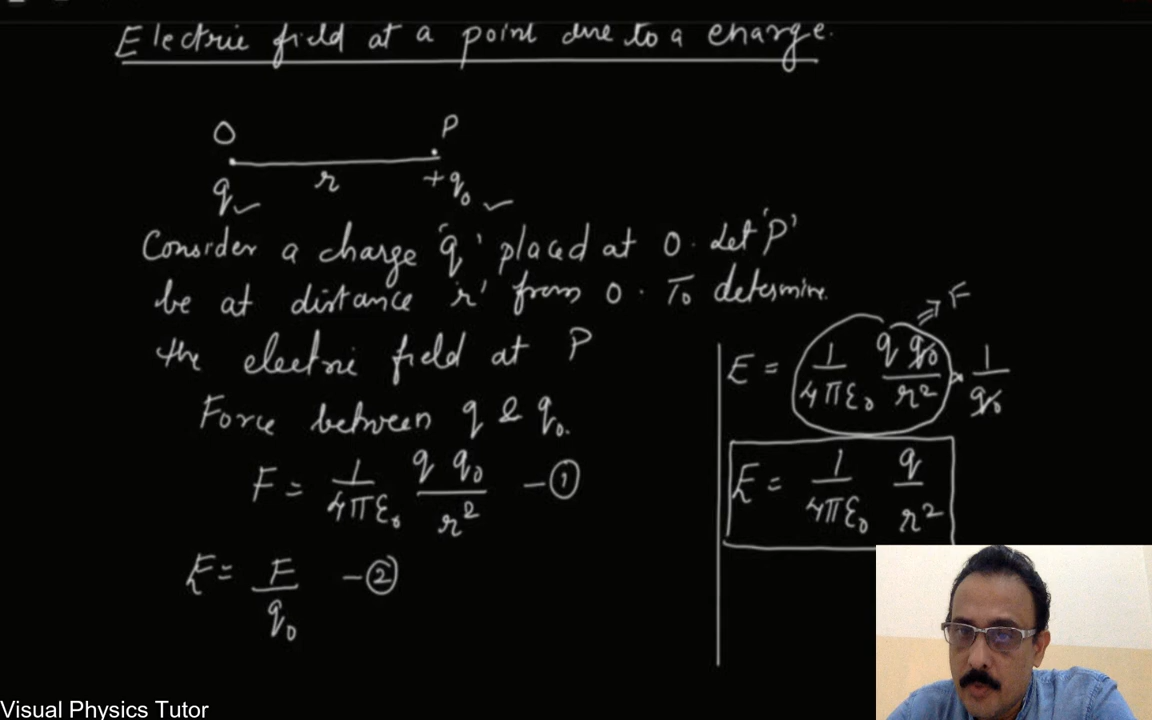 Electric field at a point due to a charge.
O P
q r +q₀
Consider a charge 'q' placed at O. Let 'P'
be at distance 'r' from O. To determine
the electric field at P
Force between q & q₀.
F = 1/4πε₀ q q₀/r² -①
E = F/q₀ -②
E = 1/4πε₀ q q₀/r² × 1/q₀ ⇒ F
E = 1/4πε₀ q/r²
Visual Physics Tutor